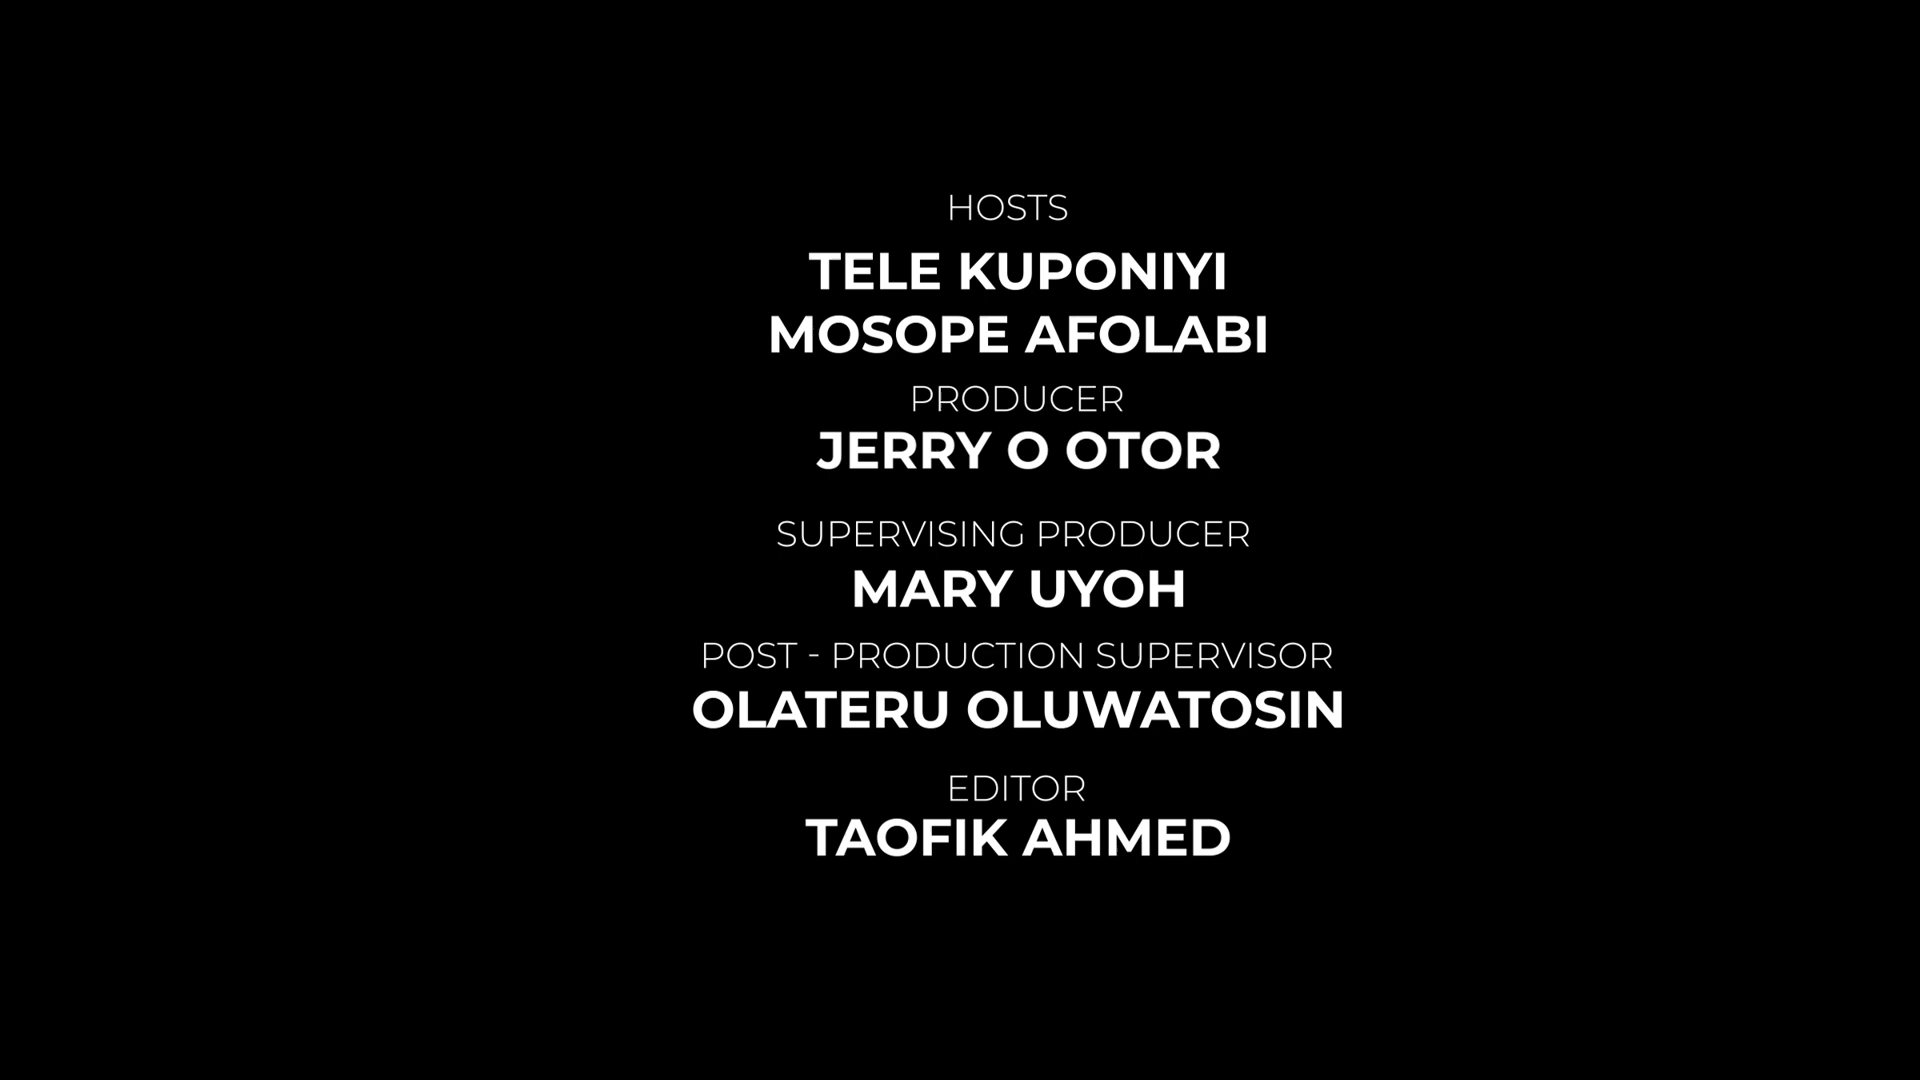 HOSTS
TELE KUPONIYI
MOSOPE AFOLABI
PRODUCER
JERRY O OTOR
SUPERVISING PRODUCER
MARY UYOH
POST - PRODUCTION SUPERVISOR
OLATERU OLUWATOSIN
EDITOR
TAOFIK AHMED